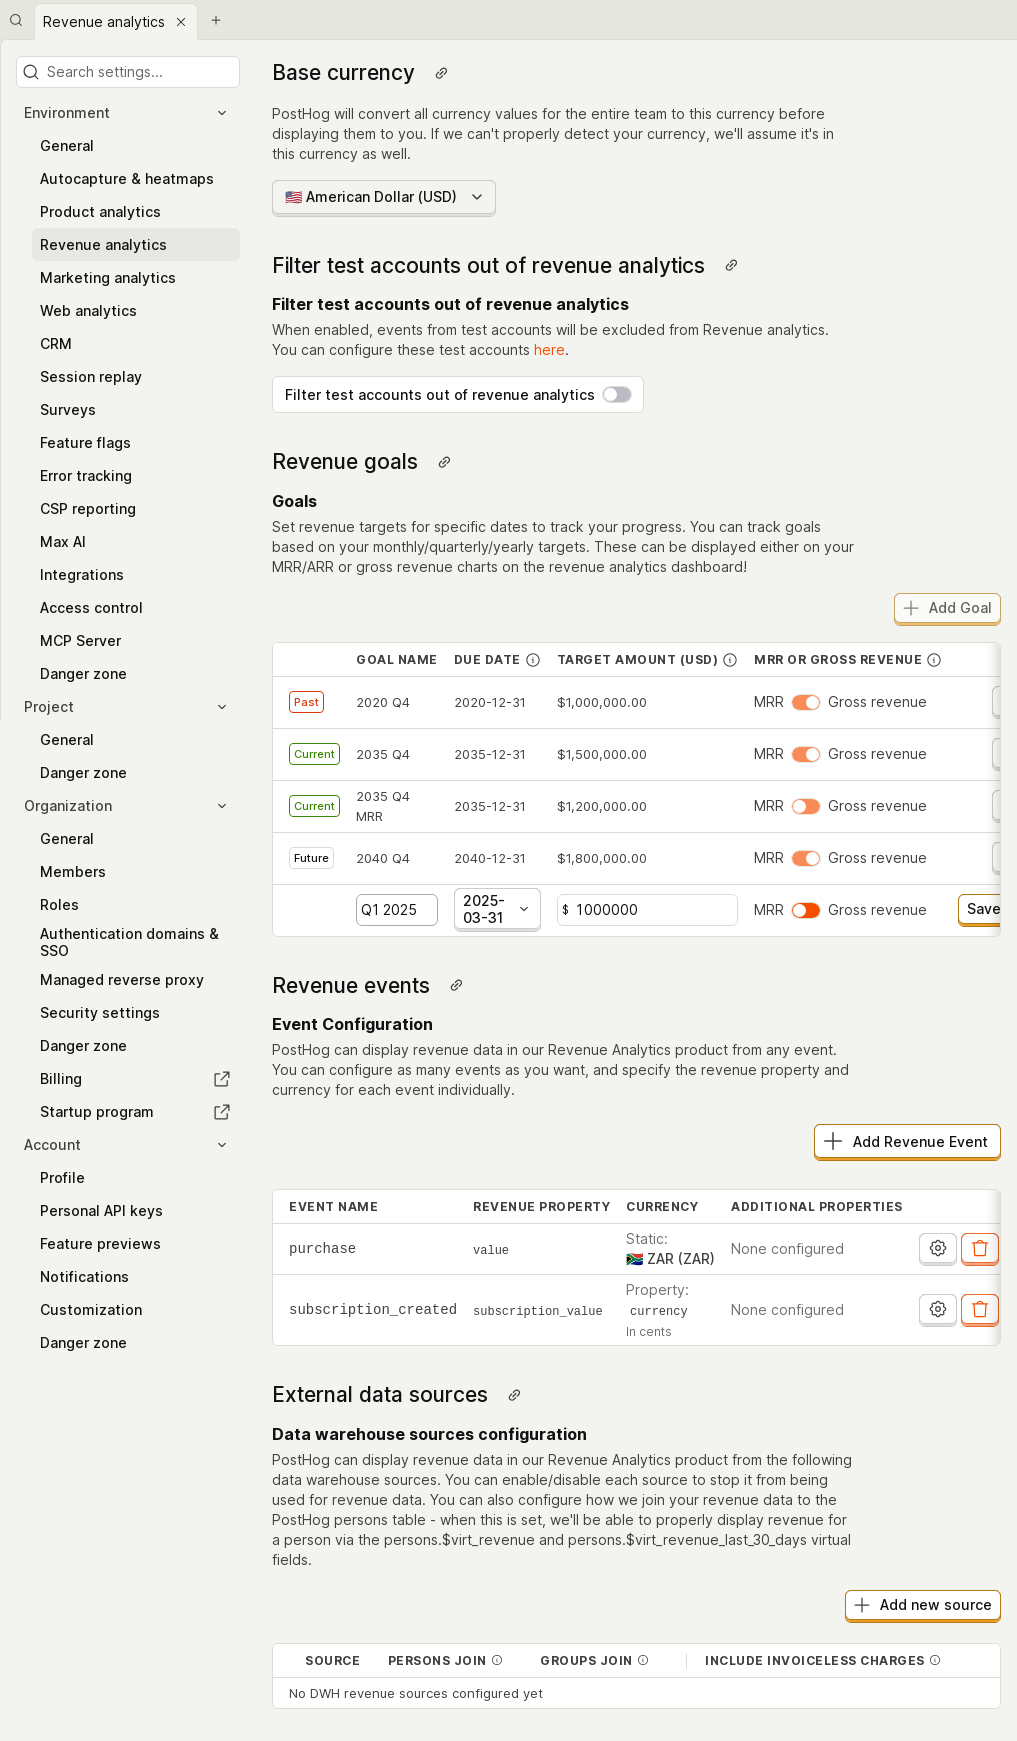 Revenue analytics
Search settings...
Environment
General
Autocapture & heatmaps
Product analytics
Revenue analytics
Marketing analytics
Web analytics
CRM
Session replay
Surveys
Feature flags
Error tracking
CSP reporting
Max AI
Integrations
Access control
MCP Server
Danger zone
Project
General
Danger zone
Organization
General
Members
Roles
Authentication domains &
SSO
Managed reverse proxy
Security settings
Danger zone
Billing
Startup program
Account
Profile
Personal API keys
Feature previews
Notifications
Customization
Danger zone
Base currency
PostHog will convert all currency values for the entire team to this currency before
displaying them to you. If we can't properly detect your currency, we'll assume it's in
this currency as well.
🇺🇸 American Dollar (USD)
Filter test accounts out of revenue analytics
Filter test accounts out of revenue analytics
When enabled, events from test accounts will be excluded from Revenue analytics.
You can configure these test accounts here.
Filter test accounts out of revenue analytics
Revenue goals
Goals
Set revenue targets for specific dates to track your progress. You can track goals
based on your monthly/quarterly/yearly targets. These can be displayed either on your
MRR/ARR or gross revenue charts on the revenue analytics dashboard!
Add Goal
GOAL NAME DUE DATE TARGET AMOUNT (USD) MRR OR GROSS REVENUE
Past 2020 Q4 2020-12-31 $1,000,000.00 MRR Gross revenue
Current 2035 Q4 2035-12-31 $1,500,000.00 MRR Gross revenue
Current 2035 Q4 MRR 2035-12-31 $1,200,000.00 MRR Gross revenue
Future 2040 Q4 2040-12-31 $1,800,000.00 MRR Gross revenue
Q1 2025 2025-03-31 $ 1000000 MRR Gross revenue Save
Revenue events
Event Configuration
PostHog can display revenue data in our Revenue Analytics product from any event.
You can configure as many events as you want, and specify the revenue property and
currency for each event individually.
Add Revenue Event
EVENT NAME REVENUE PROPERTY CURRENCY ADDITIONAL PROPERTIES
purchase value Static: 🇿🇦 ZAR (ZAR) None configured
subscription_created subscription_value Property: currency In cents None configured
External data sources
Data warehouse sources configuration
PostHog can display revenue data in our Revenue Analytics product from the following
data warehouse sources. You can enable/disable each source to stop it from being
used for revenue data. You can also configure how we join your revenue data to the
PostHog persons table - when this is set, we'll be able to properly display revenue for
a person via the persons.$virt_revenue and persons.$virt_revenue_last_30_days virtual
fields.
Add new source
SOURCE PERSONS JOIN GROUPS JOIN INCLUDE INVOICELESS CHARGES
No DWH revenue sources configured yet